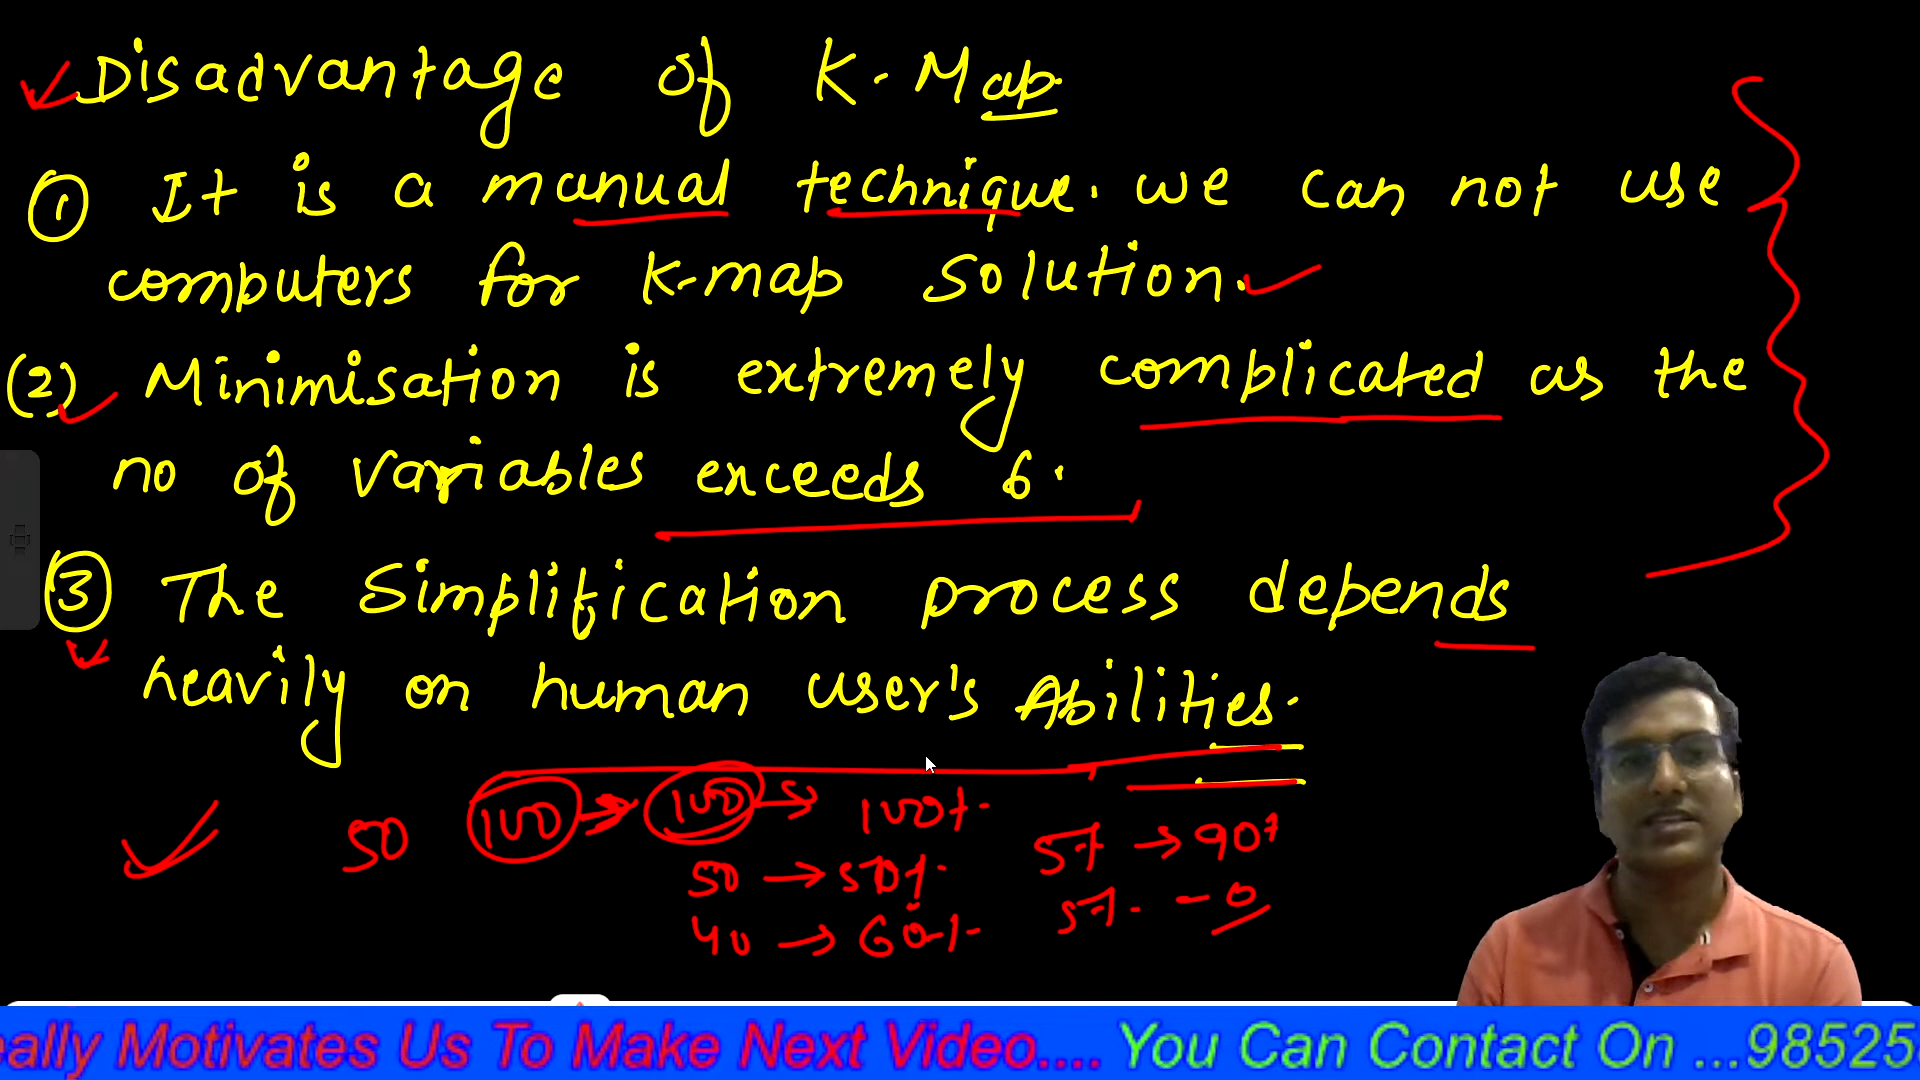 Disadvantage of K-Map
① It is a manual technique. we can not use
computers for K-map Solution.
(2) Minimisation is extremely complicated as the
no of variables exceeds 6.
③ The Simplification process depends
heavily on human user's Abilities.
50 100 → 100 → 100%
50 → 50%
40 → 60%
5% → 90%
5% - 0
eally Motivates Us To Make Next Video.... You Can Contact On ...98525